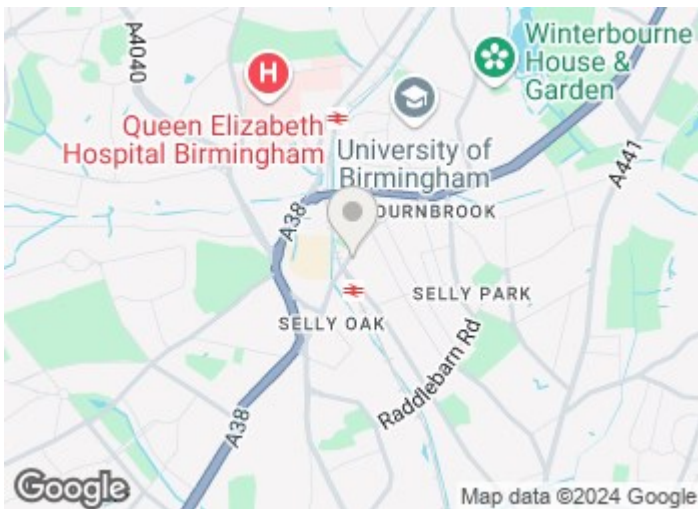 A4040
Winterbourne
House &
Garden
H
Queen Elizabeth
Hospital Birmingham
University of
Birmingham
A441
A38
OURNBROOK
SELLY PARK
SELLY OAK
Raddlebarn Rd
A38
Google
Map data ©2024 Google